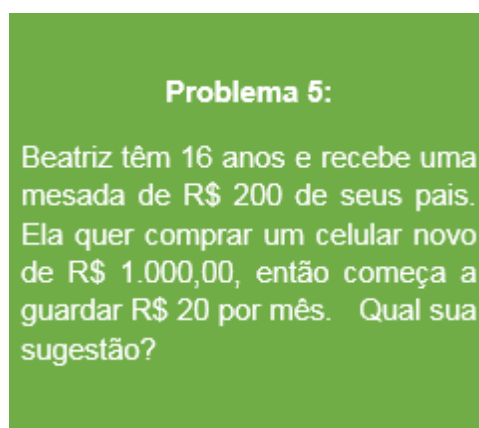 Problema 5:
Beatriz têm 16 anos e recebe uma
mesada de R$ 200 de seus pais.
Ela quer comprar um celular novo
de R$ 1.000,00, então começa a
guardar R$ 20 por mês. Qual sua
sugestão?